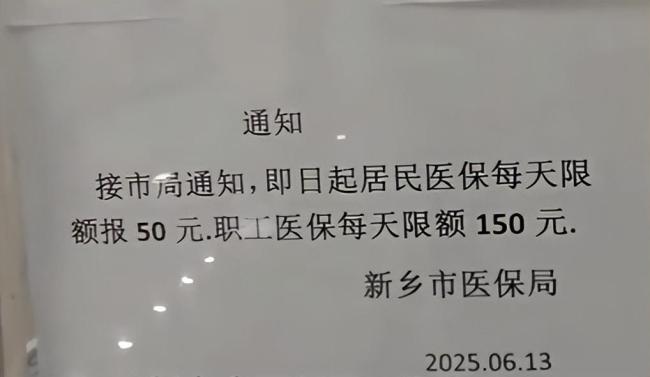 通知
接市局通知,即日起居民医保每天限
额报 50 元.职工医保每天限额 150 元.
新乡市医保局
2025.06.13